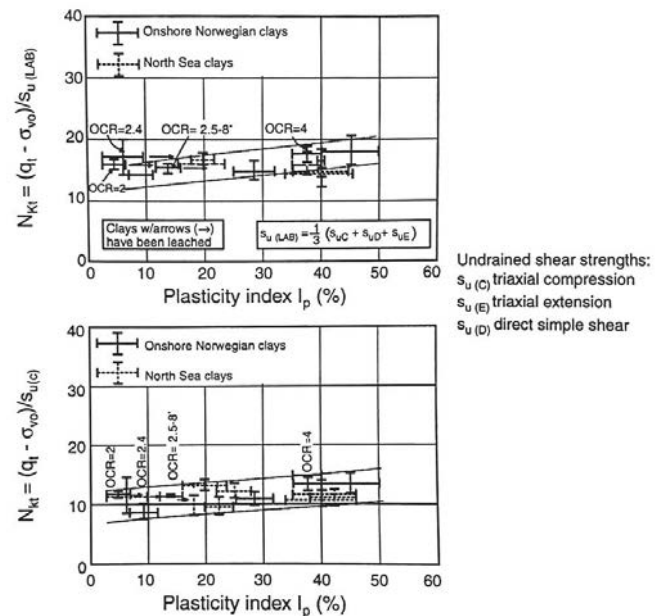 40
30
20
10
0
N_Kt = (q_t - σ_vo)/s_u (LAB)
Onshore Norwegian clays
North Sea clays
OCR=2.4
OCR= 2.5-8*
OCR=4
OCR=2
Clays w/arrows (→)
have been leached
s_u (LAB) = 1/3 (s_uC + s_uD + s_uE)
0 10 20 30 40 50 60
Plasticity index I_p (%)
Undrained shear strengths:
s_u (C) triaxial compression
s_u (E) triaxial extension
s_u (D) direct simple shear
40
30
20
10
0
N_kt = (q_t - σ_vo)/s_u(c)
Onshore Norwegian clays
North Sea clays
OCR=2
OCR=2.4
OCR= 2.5-8*
OCR=4
0 10 20 30 40 50 60
Plasticity index I_p (%)